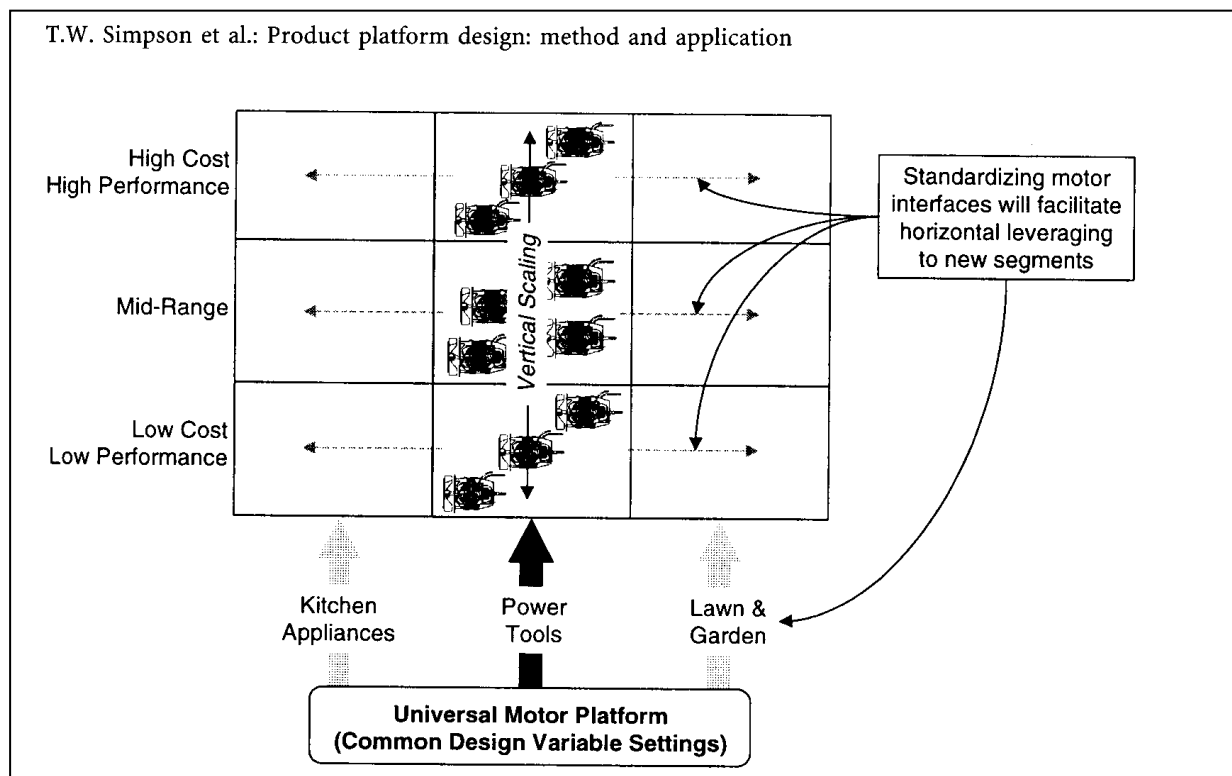 T.W. Simpson et al.: Product platform design: method and application
High Cost
High Performance
Mid-Range
Low Cost
Low Performance
Vertical Scaling
Standardizing motor
interfaces will facilitate
horizontal leveraging
to new segments
Kitchen
Appliances
Power
Tools
Lawn &
Garden
Universal Motor Platform
(Common Design Variable Settings)